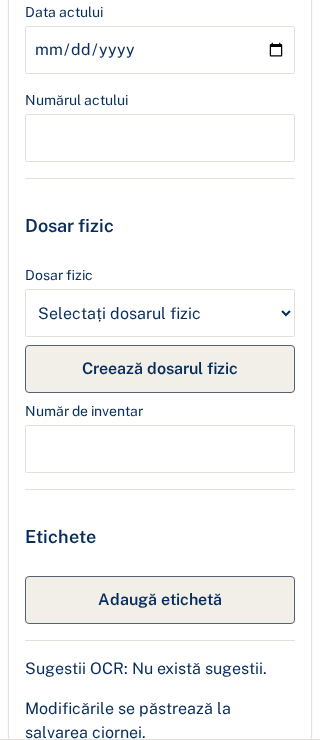 Data actului
mm/dd/yyyy
Numărul actului
Dosar fizic
Dosar fizic
Selectați dosarul fizic
Creează dosarul fizic
Număr de inventar
Etichete
Adaugă etichetă
Sugestii OCR: Nu există sugestii.
Modificările se păstrează la
salvarea ciornei.